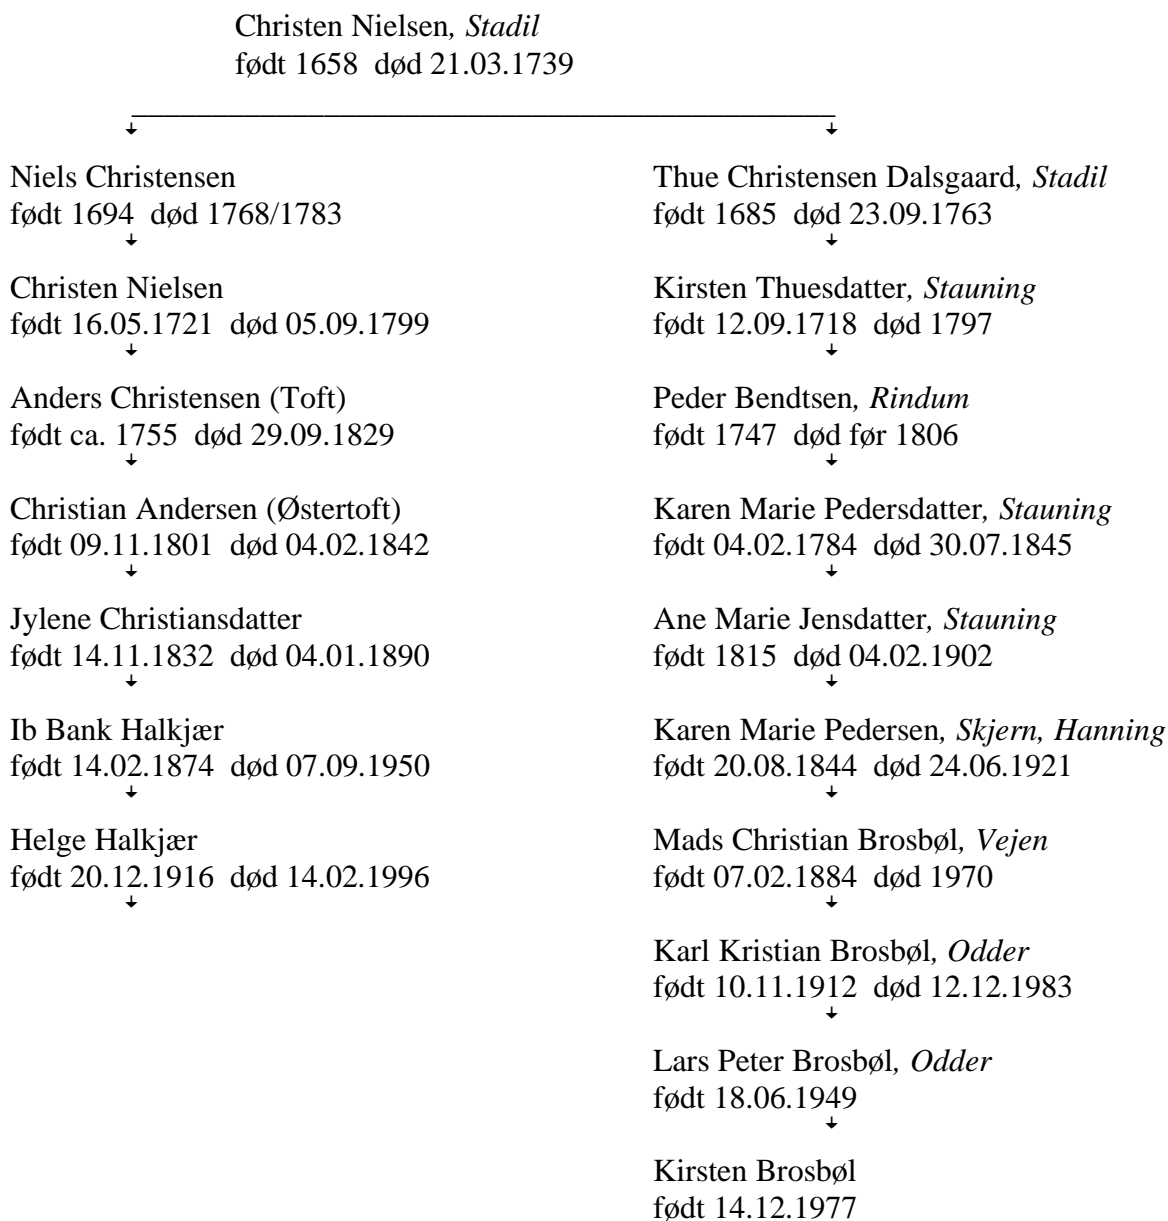 Christen Nielsen, Stadil
født 1658 død 21.03.1739
Niels Christensen
født 1694 død 1768/1783
Christen Nielsen
født 16.05.1721 død 05.09.1799
Anders Christensen (Toft)
født ca. 1755 død 29.09.1829
Christian Andersen (Østertoft)
født 09.11.1801 død 04.02.1842
Jylene Christiansdatter
født 14.11.1832 død 04.01.1890
Ib Bank Halkjær
født 14.02.1874 død 07.09.1950
Helge Halkjær
født 20.12.1916 død 14.02.1996
Thue Christensen Dalsgaard, Stadil
født 1685 død 23.09.1763
Kirsten Thuesdatter, Stauning
født 12.09.1718 død 1797
Peder Bendtsen, Rindum
født 1747 død før 1806
Karen Marie Pedersdatter, Stauning
født 04.02.1784 død 30.07.1845
Ane Marie Jensdatter, Stauning
født 1815 død 04.02.1902
Karen Marie Pedersen, Skjern, Hanning
født 20.08.1844 død 24.06.1921
Mads Christian Brosbøl, Vejen
født 07.02.1884 død 1970
Karl Kristian Brosbøl, Odder
født 10.11.1912 død 12.12.1983
Lars Peter Brosbøl, Odder
født 18.06.1949
Kirsten Brosbøl
født 14.12.1977